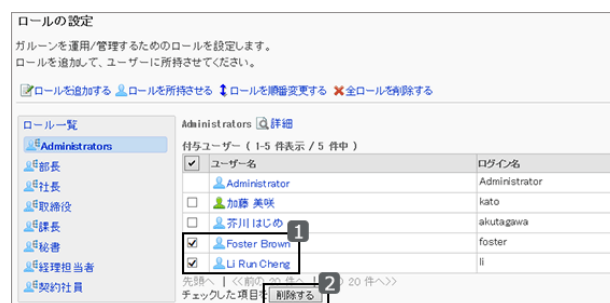 ロールの設定
ガルーンを運用/管理するためのロールを設定します。
ロールを追加して、ユーザーに所持させてください。
ロールを追加する ロールを所持させる ロールを順番変更する 全ロールを削除する
ロール一覧
Administrators
部長
社長
取締役
課長
秘書
経理担当者
契約社員
Administrators 詳細
付与ユーザー ( 1-5 件表示 / 5 件中 )
ユーザー名 ログイン名
Administrator Administrator
加藤 美咲 kato
芥川 はじめ akutagawa
1
Foster Brown foster
Li Run Cheng li
先頭へ | <<前の 20 件へ | 20 件へ>>
2
チェックした項目を 削除する